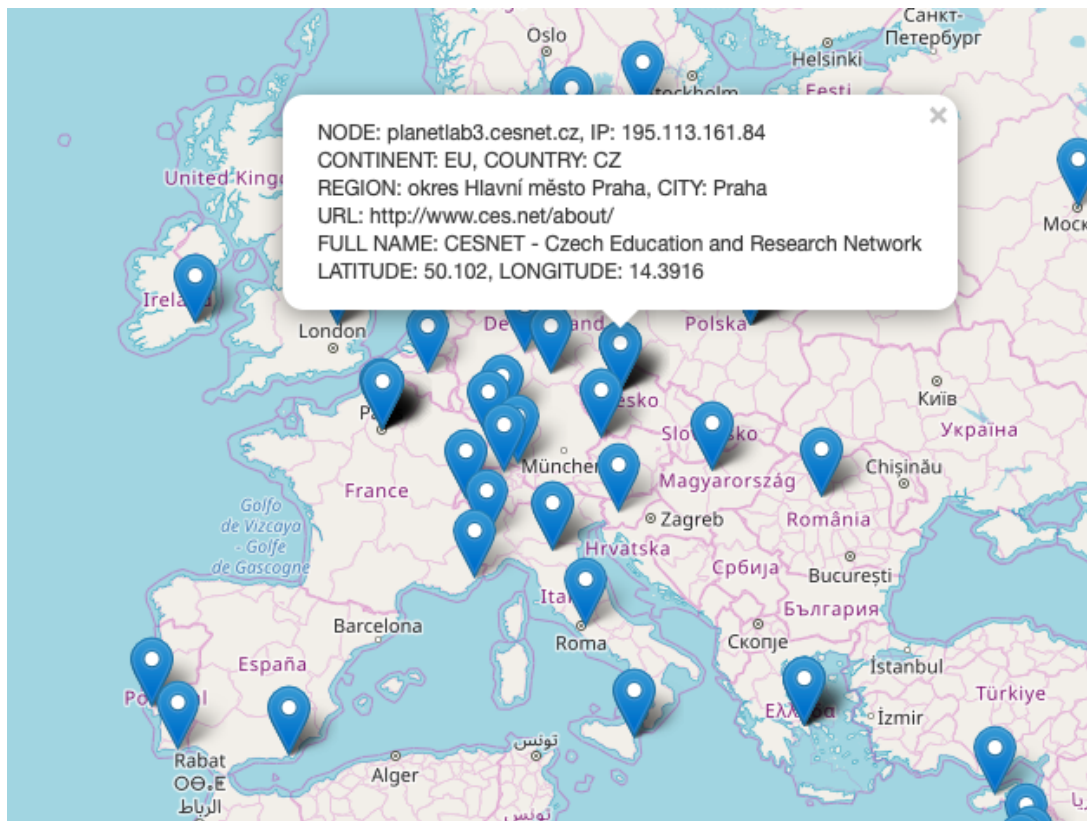 Санкт-
Петербург
Oslo
Helsinki
Eesti
NODE: planetlab3.cesnet.cz, IP: 195.113.161.84
CONTINENT: EU, COUNTRY: CZ
REGION: okres Hlavní město Praha, CITY: Praha
URL: http://www.ces.net/about/
FULL NAME: CESNET - Czech Education and Research Network
LATITUDE: 50.102, LONGITUDE: 14.3916
×
United
London
Polska
Київ
Україна
München
Magyarország
Chișinău
France
Golfo
de Vizcaya
- Golfe
de Gascogne
Zagreb
România
Hrvatska
Србија
București
България
Barcelona
Roma
Скопје
İstanbul
España
Türkiye
İzmir
Rabat
ⵔⴱⴰⵟ
الرباط
Alger
تونس
تونس